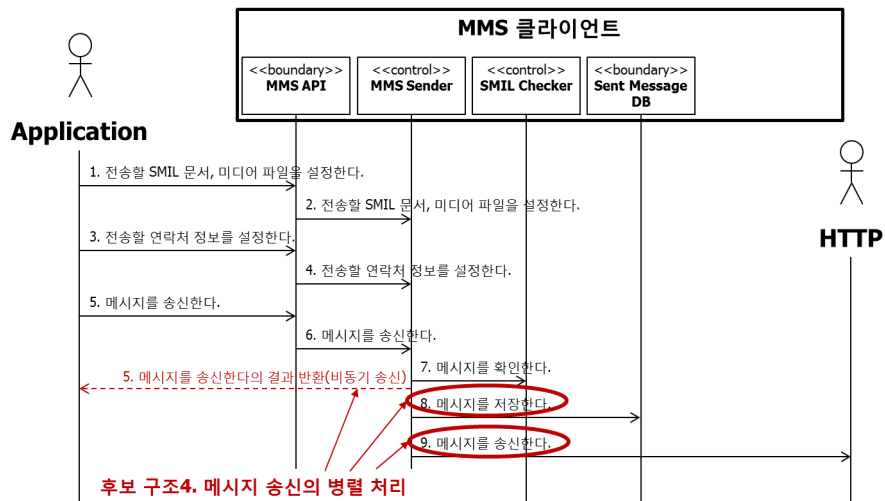 MMS 클라이언트
<<boundary>>
MMS API
<<control>>
MMS Sender
<<control>>
SMIL Checker
<<boundary>>
Sent Message
DB
Application
HTTP
1. 전송할 SMIL 문서, 미디어 파일을 설정한다.
2. 전송할 SMIL 문서, 미디어 파일을 설정한다.
3. 전송할 연락처 정보를 설정한다.
4. 전송할 연락처 정보를 설정한다.
5. 메시지를 송신한다.
6. 메시지를 송신한다.
7. 메시지를 확인한다.
5. 메시지를 송신한다의 결과 반환(비동기 송신)
8. 메시지를 저장한다.
9. 메시지를 송신한다.
후보 구조4. 메시지 송신의 병렬 처리